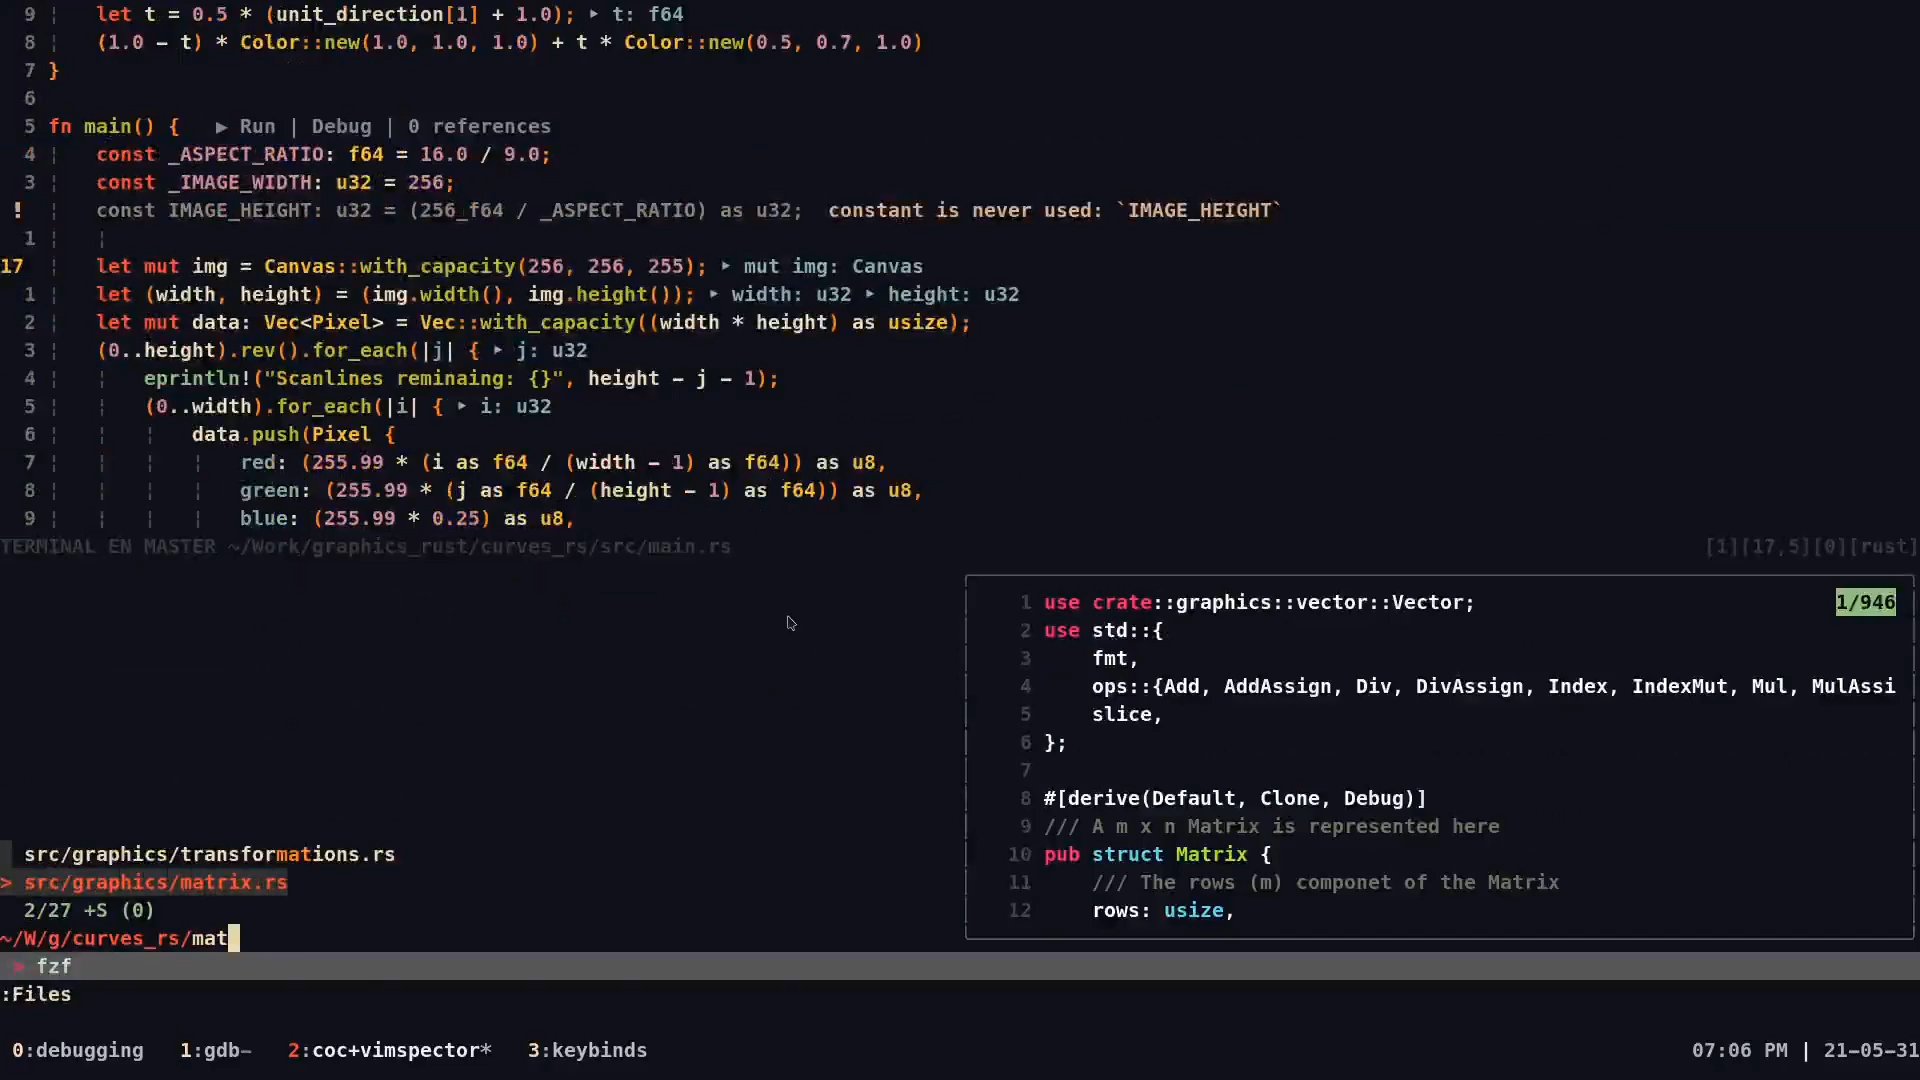 9     let t = 0.5 * (unit_direction[1] + 1.0); ‣ t: f64
8 ¦   (1.0 − t) * Color::new(1.0, 1.0, 1.0) + t * Color::new(0.5, 0.7, 1.0)
7 }
6
5 fn main() {   ▶ Run | Debug | 0 references
4 ¦   const _ASPECT_RATIO: f64 = 16.0 / 9.0;
3 ¦   const _IMAGE_WIDTH: u32 = 256;
! ¦   const IMAGE_HEIGHT: u32 = (256_f64 / _ASPECT_RATIO) as u32;  constant is never used: `IMAGE_HEIGHT`
1 ¦   ¦
17 ¦   let mut img = Canvas::with_capacity(256, 256, 255); ‣ mut img: Canvas
1 ¦   let (width, height) = (img.width(), img.height()); ‣ width: u32 ‣ height: u32
2 ¦   let mut data: Vec<Pixel> = Vec::with_capacity((width * height) as usize);
3 ¦   (0..height).rev().for_each(|j| { ‣ j: u32
4 ¦   ¦   eprintln!("Scanlines reminaing: {}", height − j − 1);
5 ¦   ¦   (0..width).for_each(|i| { ‣ i: u32
6 ¦   ¦   ¦   data.push(Pixel {
7 ¦   ¦   ¦   ¦   red: (255.99 * (i as f64 / (width − 1) as f64)) as u8,
8 ¦   ¦   ¦   ¦   green: (255.99 * (j as f64 / (height − 1) as f64)) as u8,
9 ¦   ¦   ¦   ¦   blue: (255.99 * 0.25) as u8,
TERMINAL EN MASTER ~/Work/graphics_rust/curves_rs/src/main.rs [1][17,5][0][rust]
1 use crate::graphics::vector::Vector; 1/946
2 use std::{
3     fmt,
4     ops::{Add, AddAssign, Div, DivAssign, Index, IndexMut, Mul, MulAssi
5     slice,
6 };
7
8 #[derive(Default, Clone, Debug)]
9 /// A m x n Matrix is represented here
10 pub struct Matrix {
11     /// The rows (m) componet of the Matrix
12     rows: usize,
src/graphics/transformations.rs
> src/graphics/matrix.rs
2/27 +S (0)
~/W/g/curves_rs/mat
> fzf
:Files
0:debugging   1:gdb−   2:coc+vimspector*   3:keybinds 07:06 PM | 21−05−31